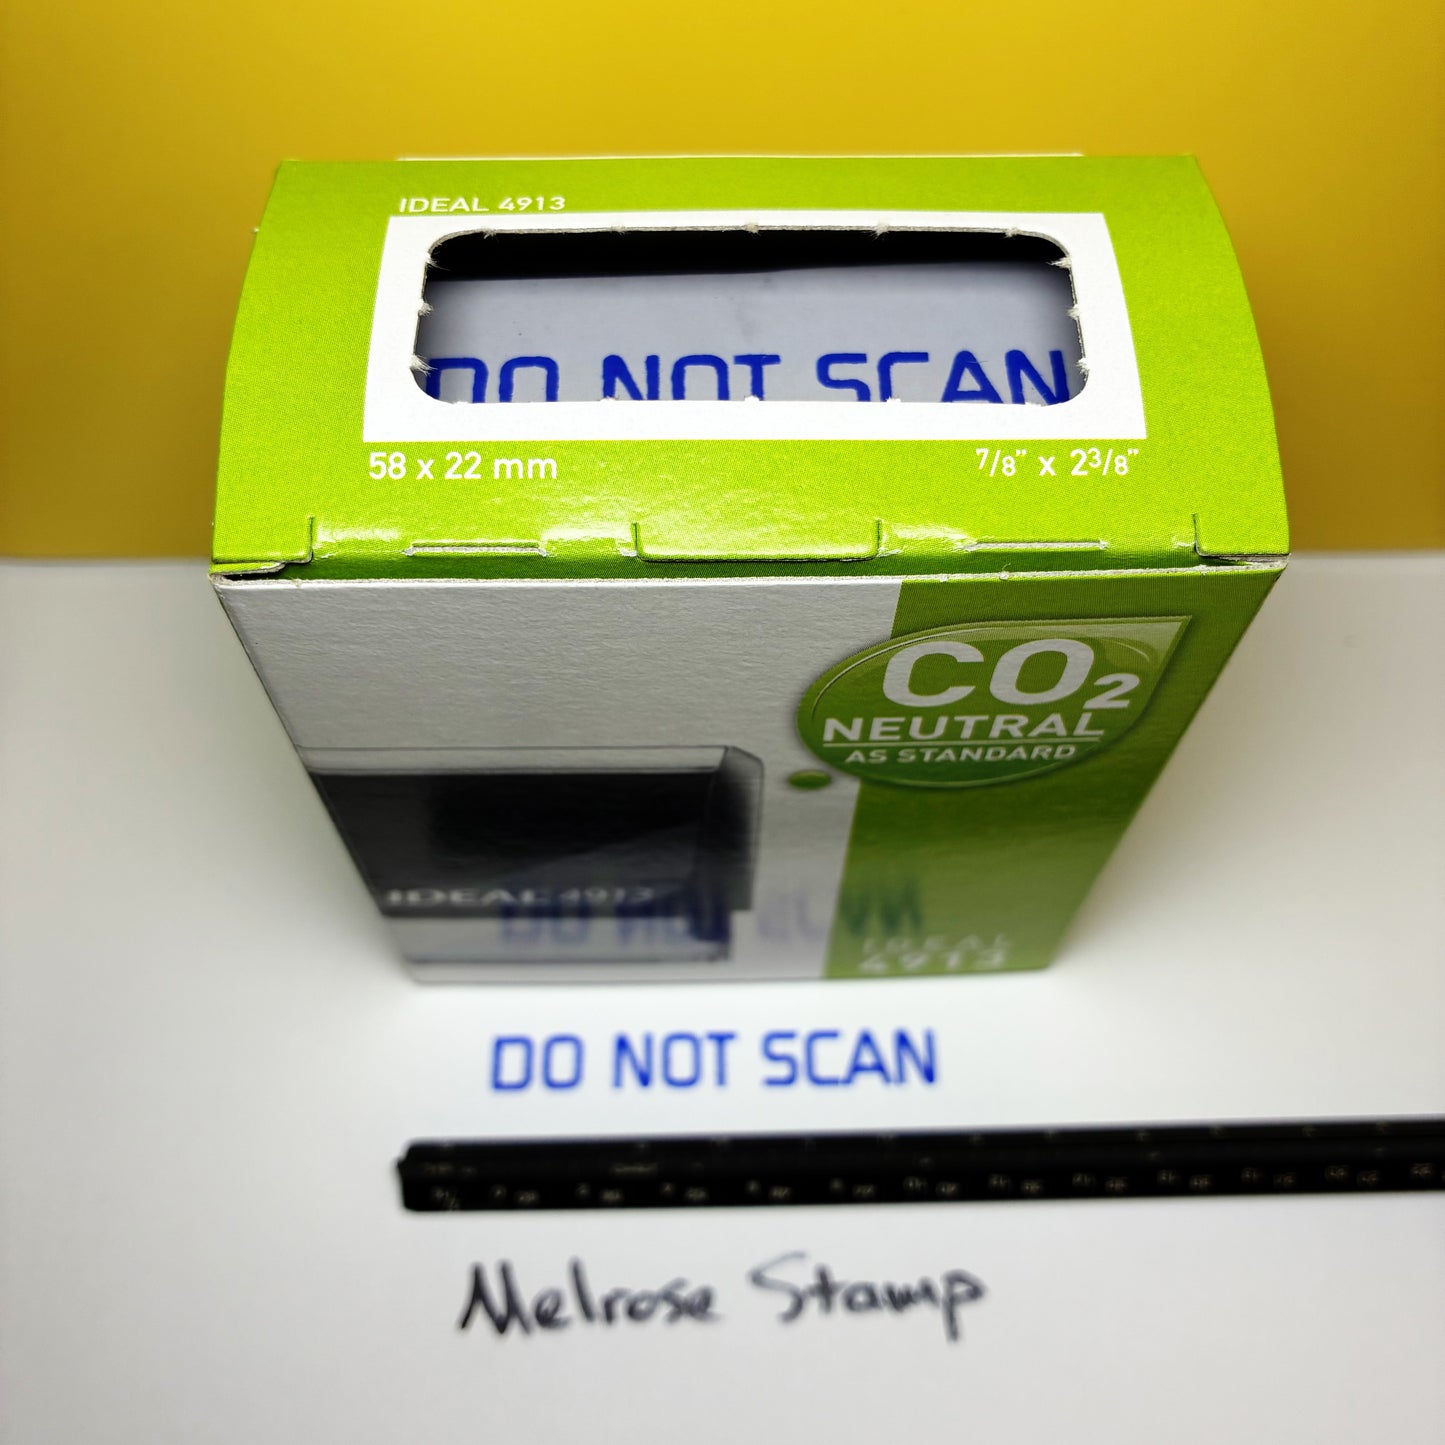 IDEAL 4913
DO NOT SCAN
58 x 22 mm
7/8" x 23/8"
CO2
NEUTRAL
AS STANDARD
IDEAL 4913
IDEAL
4913
DO NOT SCAN
Melrose Stamp